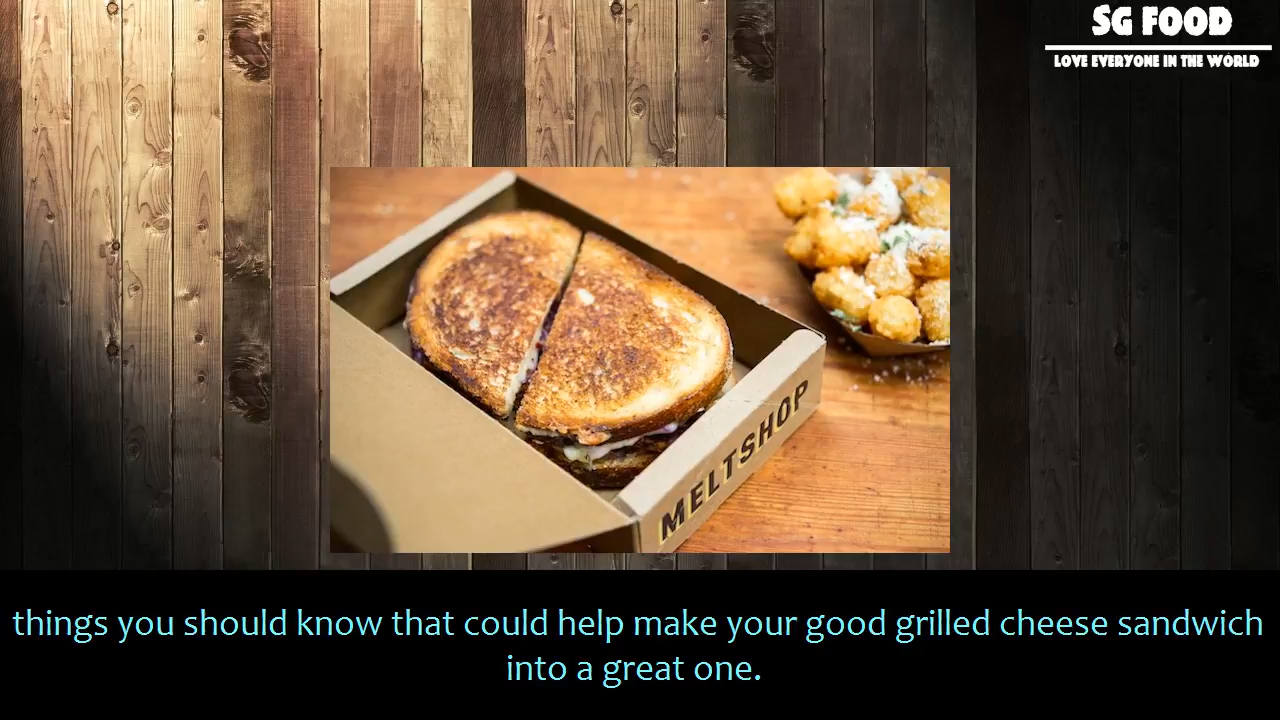 SG FOOD
LOVE EVERYONE IN THE WORLD
MELTSHOP
things you should know that could help make your good grilled cheese sandwich
into a great one.